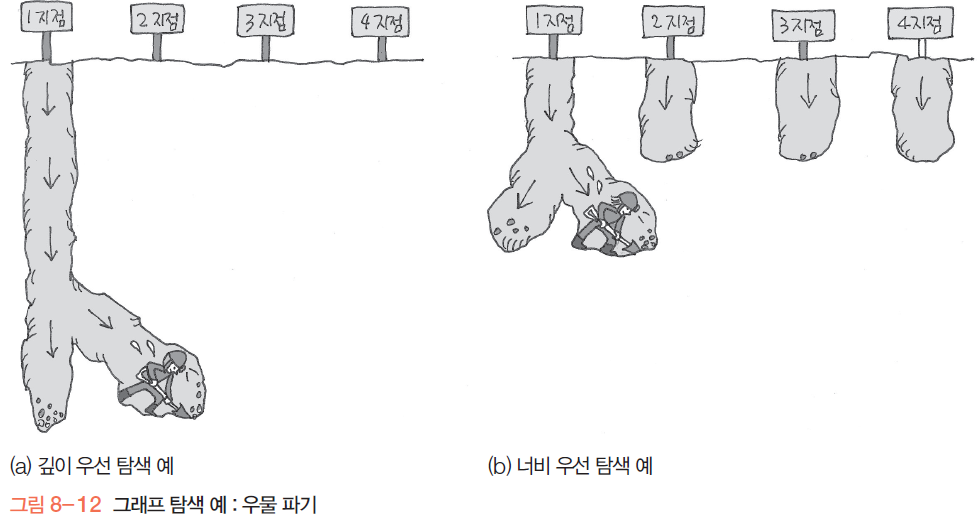 1지점 2지점 3지점 4지점 1지점 2지점 3지점 4지점
(a) 깊이 우선 탐색 예 (b) 너비 우선 탐색 예
그림 8-12 그래프 탐색 예 : 우물 파기